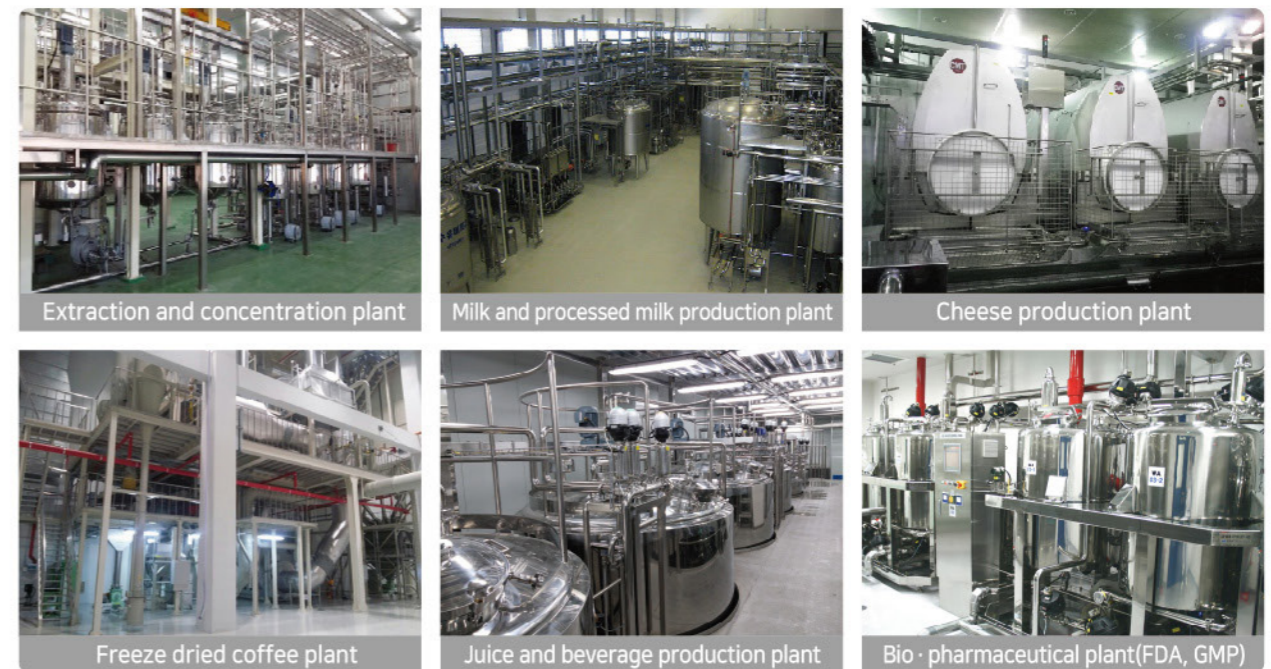 Extraction and concentration plant
Milk and processed milk production plant
Cheese production plant
Freeze dried coffee plant
Juice and beverage production plant
Bio · pharmaceutical plant(FDA, GMP)